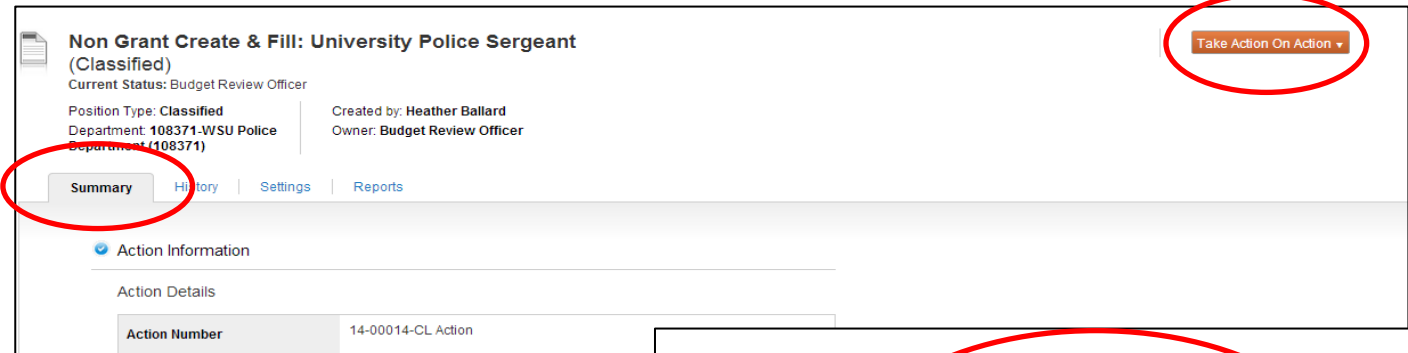 Non Grant Create & Fill: University Police Sergeant
(Classified)
Take Action On Action
Current Status: Budget Review Officer
Position Type: Classified
Created by: Heather Ballard
Department: 108371-WSU Police
Owner: Budget Review Officer
Department (108371)
Summary History Settings Reports
Action Information
Action Details
Action Number 14-00014-CL Action